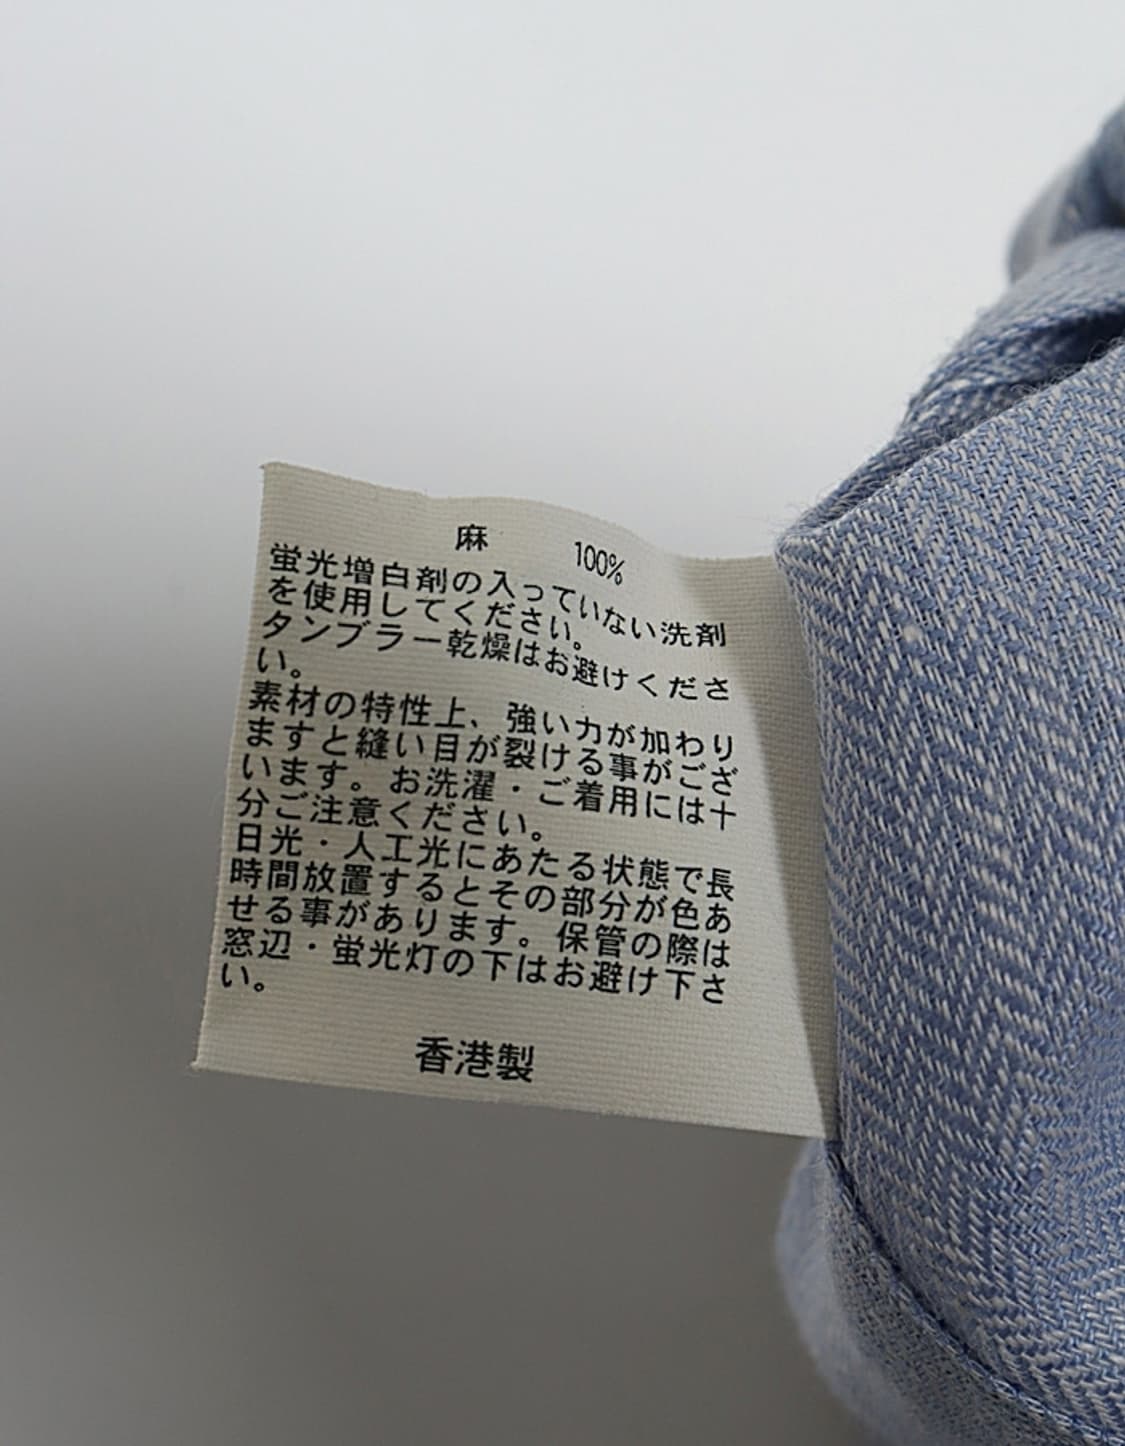 麻 100%
蛍光増白剤の入っていない洗剤
を使用してください。
タンブラー乾燥はお避けくださ
い。
素材の特性上、強い力が加わり
ますと縫い目が裂ける事がござ
います。お洗濯・ご着用には十
分ご注意ください。
日光・人工光にあたる状態で長
時間放置するとその部分が色あ
せる事があります。保管の際は
窓辺・蛍光灯の下はお避け下さ
い。
香港製